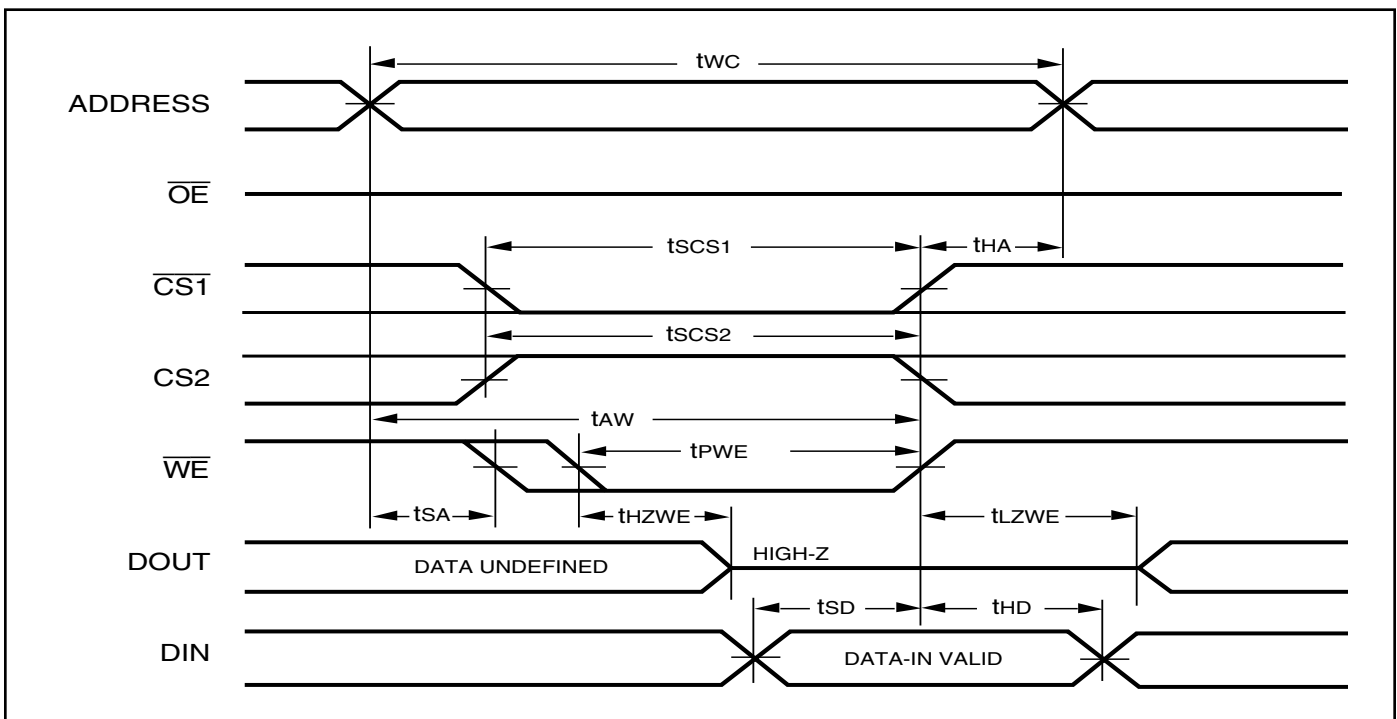 tWC
ADDRESS
OE
tSCS1
tHA
CS1
tSCS2
CS2
tAW
WE
tPWE
tSA
tHZWE
tLZWE
DOUT
DATA UNDEFINED
HIGH-Z
tSD
tHD
DIN
DATA-IN VALID